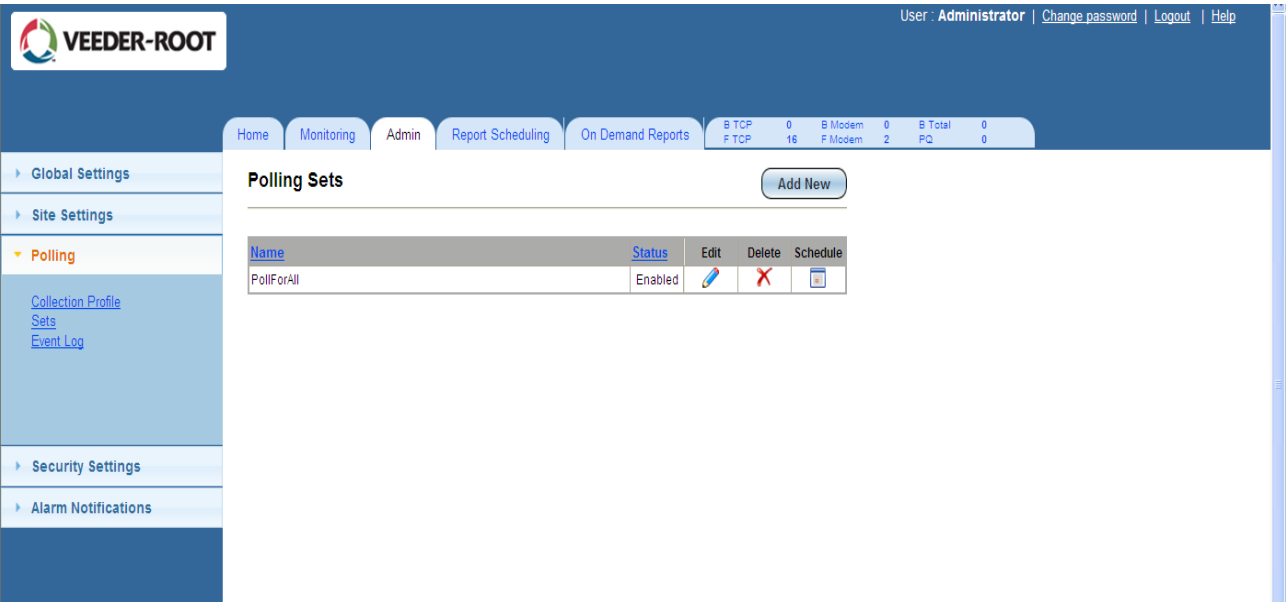 User : Administrator | Change password | Logout | Help
VEEDER-ROOT
Home Monitoring Admin Report Scheduling On Demand Reports
B TCP 0 B Modem 0 B Total 0
F TCP 16 F Modem 2 PQ 0
Global Settings
Site Settings
Polling
Collection Profile
Sets
Event Log
Security Settings
Alarm Notifications
Polling Sets
Add New
Name Status Edit Delete Schedule
PollForAll Enabled